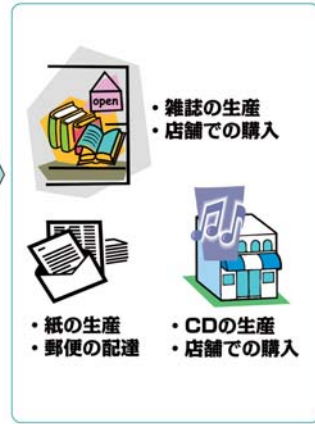 open
・雑誌の生産
・店舗での購入
・紙の生産
・郵便の配達
・CDの生産
・店舗での購入